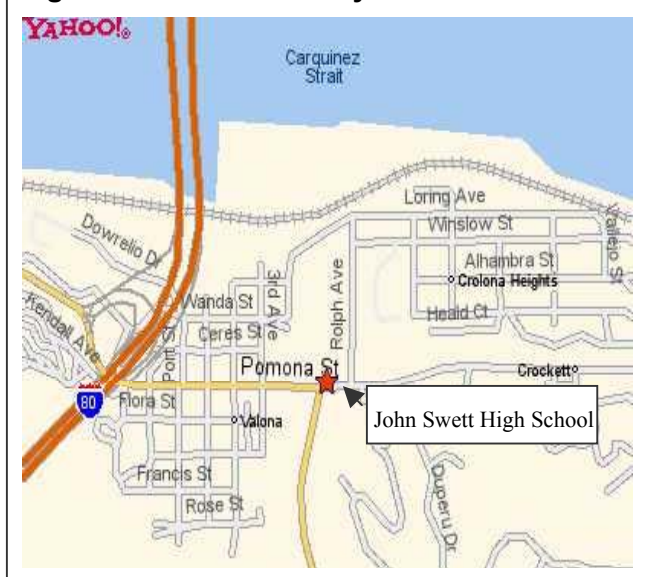 YAHOO!
Carquinez
Strait
Loring Ave
Winslow St
Vallejo St
Dowrelio Dr
Alhambra St
Crolona Heights
3rd Ave
Rolph Ave
Wanda St
Heald Ct
Kendall Ave
Port St
Ceres St
Pomona St
Crockett
80
Flora St
Valona
John Swett High School
Francis St
Duperu Dr
Rose St